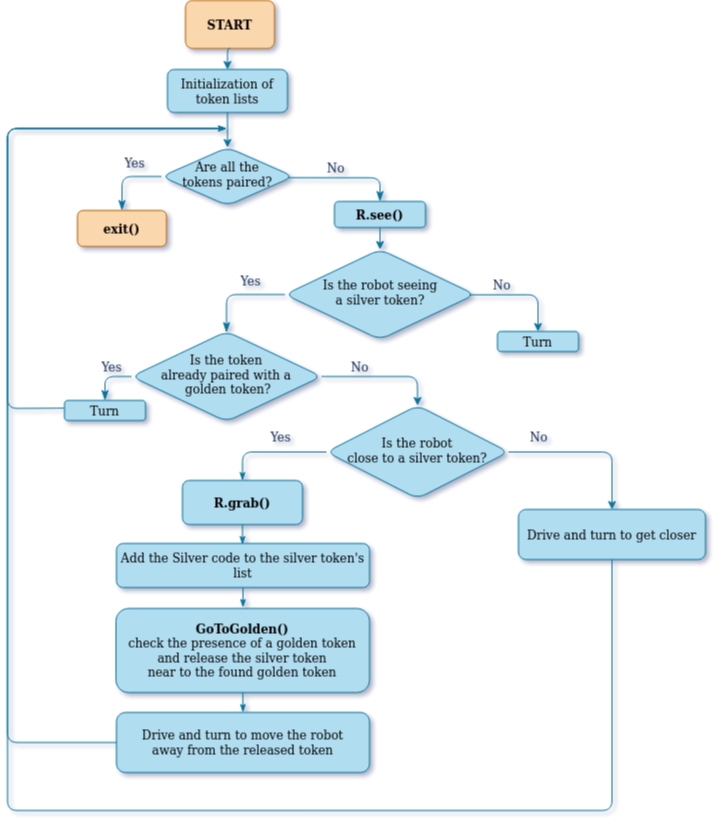 START
Initialization of
token lists
Are all the
tokens paired?
Yes
No
exit()
R.see()
Is the robot seeing
a silver token?
Yes
No
Turn
Is the token
already paired with a
golden token?
Yes
No
Turn
Is the robot
close to a silver token?
Yes
No
R.grab()
Drive and turn to get closer
Add the Silver code to the silver token's
list
GoToGolden()
check the presence of a golden token
and release the silver token
near to the found golden token
Drive and turn to move the robot
away from the released token